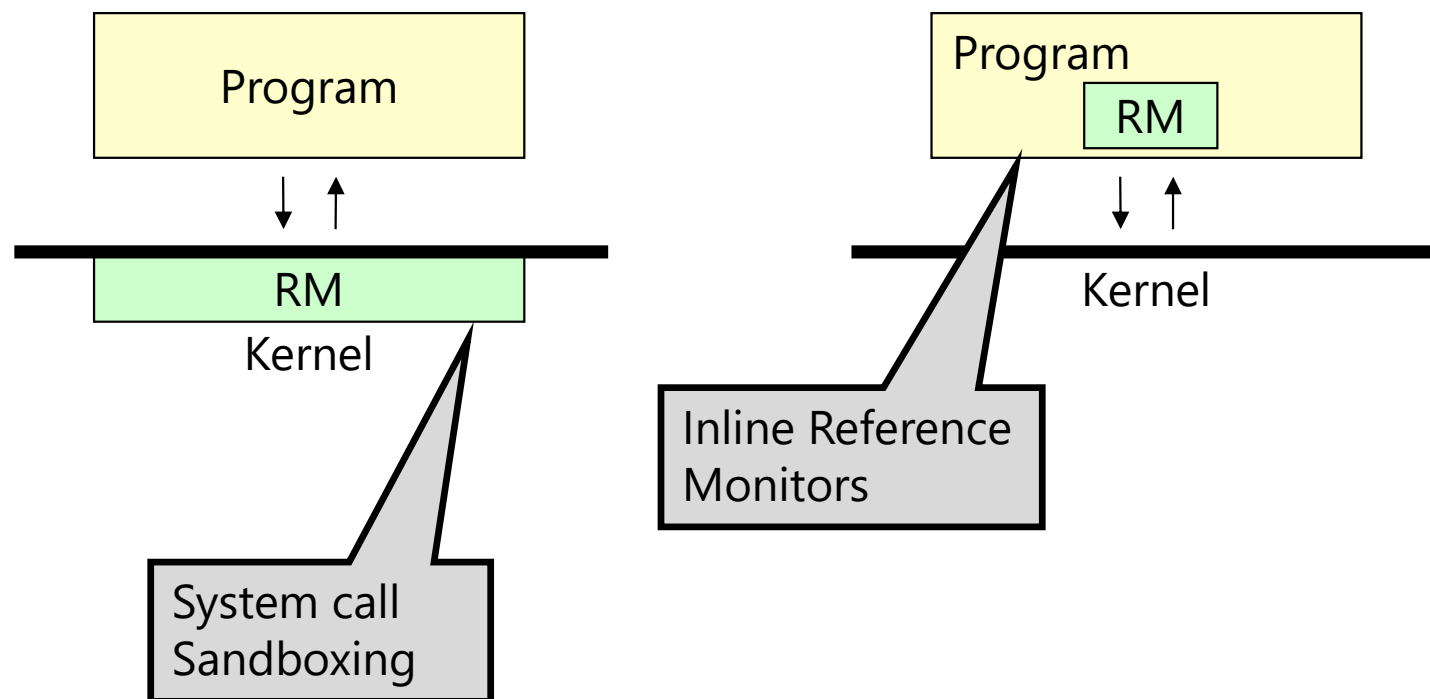 Program
RM
Kernel
System call
Sandboxing
Program
RM
Kernel
Inline Reference
Monitors